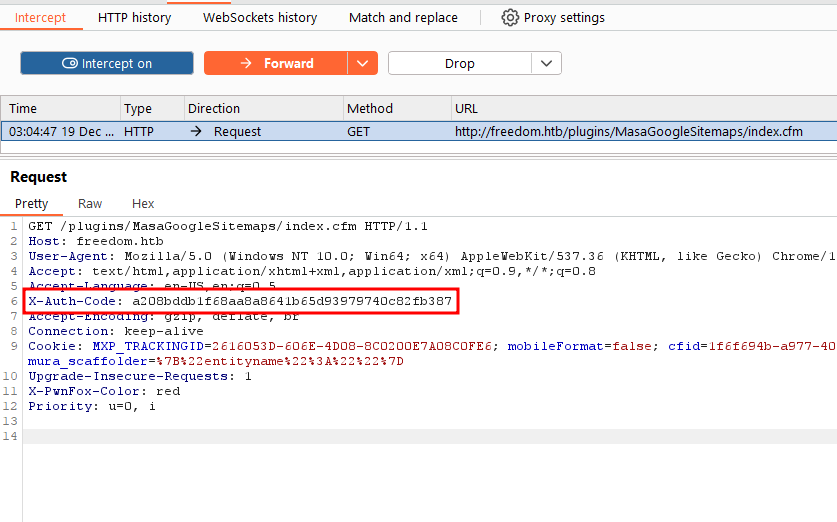 Intercept HTTP history WebSockets history Match and replace Proxy settings
Intercept on Forward Drop
Time Type Direction Method URL
03:04:47 19 Dec ... HTTP Request GET http://freedom.htb/plugins/MasaGoogleSitemaps/index.cfm
Request
Pretty Raw Hex
1 GET /plugins/MasaGoogleSitemaps/index.cfm HTTP/1.1
2 Host: freedom.htb
3 User-Agent: Mozilla/5.0 (Windows NT 10.0; Win64; x64) AppleWebKit/537.36 (KHTML, like Gecko) Chrome/1
4 Accept: text/html,application/xhtml+xml,application/xml;q=0.9,*/*;q=0.8
5 Accept-Language: en-US,en;q=0.5
6 X-Auth-Code: a208bddb1f68aa8a8641b65d93979740c82fb387
7 Accept-Encoding: gzip, deflate, br
8 Connection: keep-alive
9 Cookie: MXP_TRACKINGID=2616053D-606E-4D08-8C0200E7A08C0FE6; mobileFormat=false; cfid=1f6f694b-a977-40
mura_scaffolder=%7B%22entityname%22%3A%22%22%7D
10 Upgrade-Insecure-Requests: 1
11 X-PwnFox-Color: red
12 Priority: u=0, i
13
14